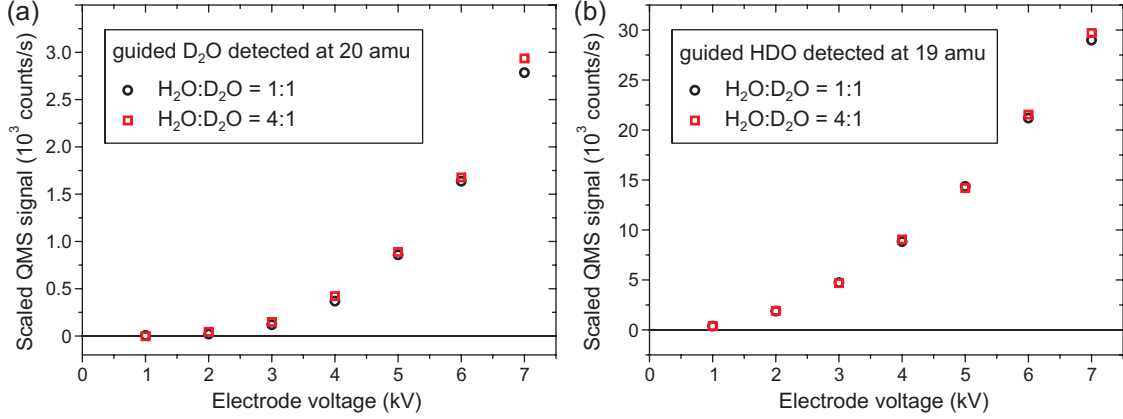 (a)
guided D₂O detected at 20 amu
H₂O:D₂O = 1:1
H₂O:D₂O = 4:1
Scaled QMS signal (10³ counts/s)
3.0
2.5
2.0
1.5
1.0
0.5
0
0 1 2 3 4 5 6 7
Electrode voltage (kV)
(b)
guided HDO detected at 19 amu
H₂O:D₂O = 1:1
H₂O:D₂O = 4:1
Scaled QMS signal (10³ counts/s)
30
25
20
15
10
5
0
0 1 2 3 4 5 6 7
Electrode voltage (kV)